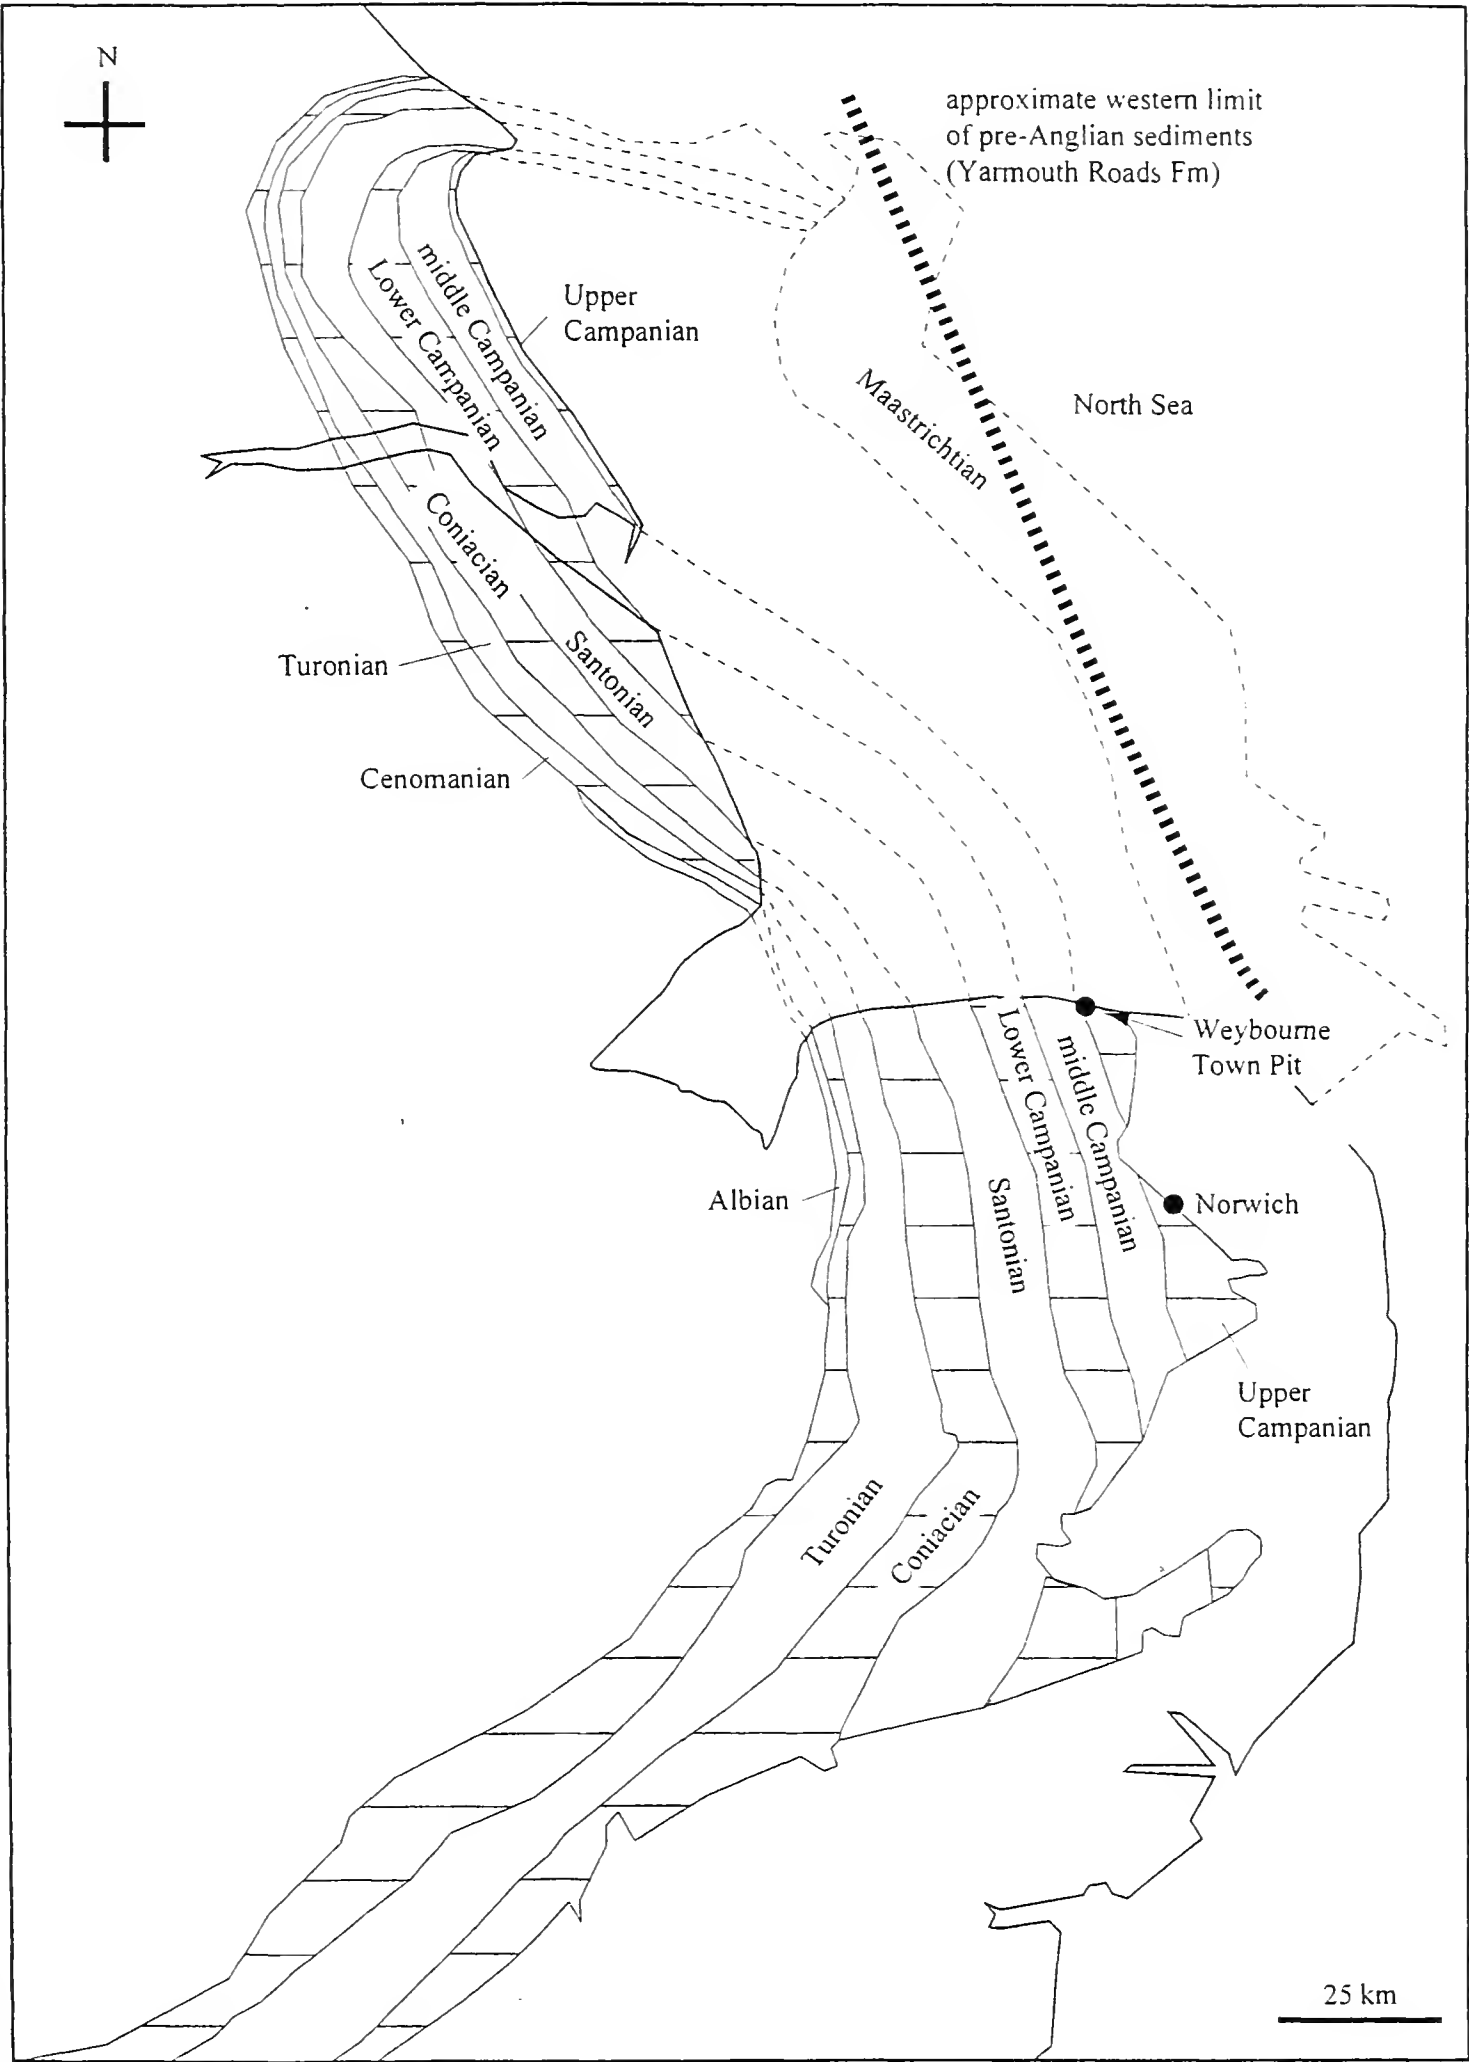 N
approximate western limit
of pre-Anglian sediments
(Yarmouth Roads Fm)
Upper
Campanian
middle Campanian
Lower Campanian
Maastrichtian
North Sea
Coniacian
Turonian
Santonian
Cenomanian
Weybourne
Town Pit
Lower Campanian
middle Campanian
Albian
Santonian
Norwich
Upper
Campanian
Turonian
Coniacian
25 km